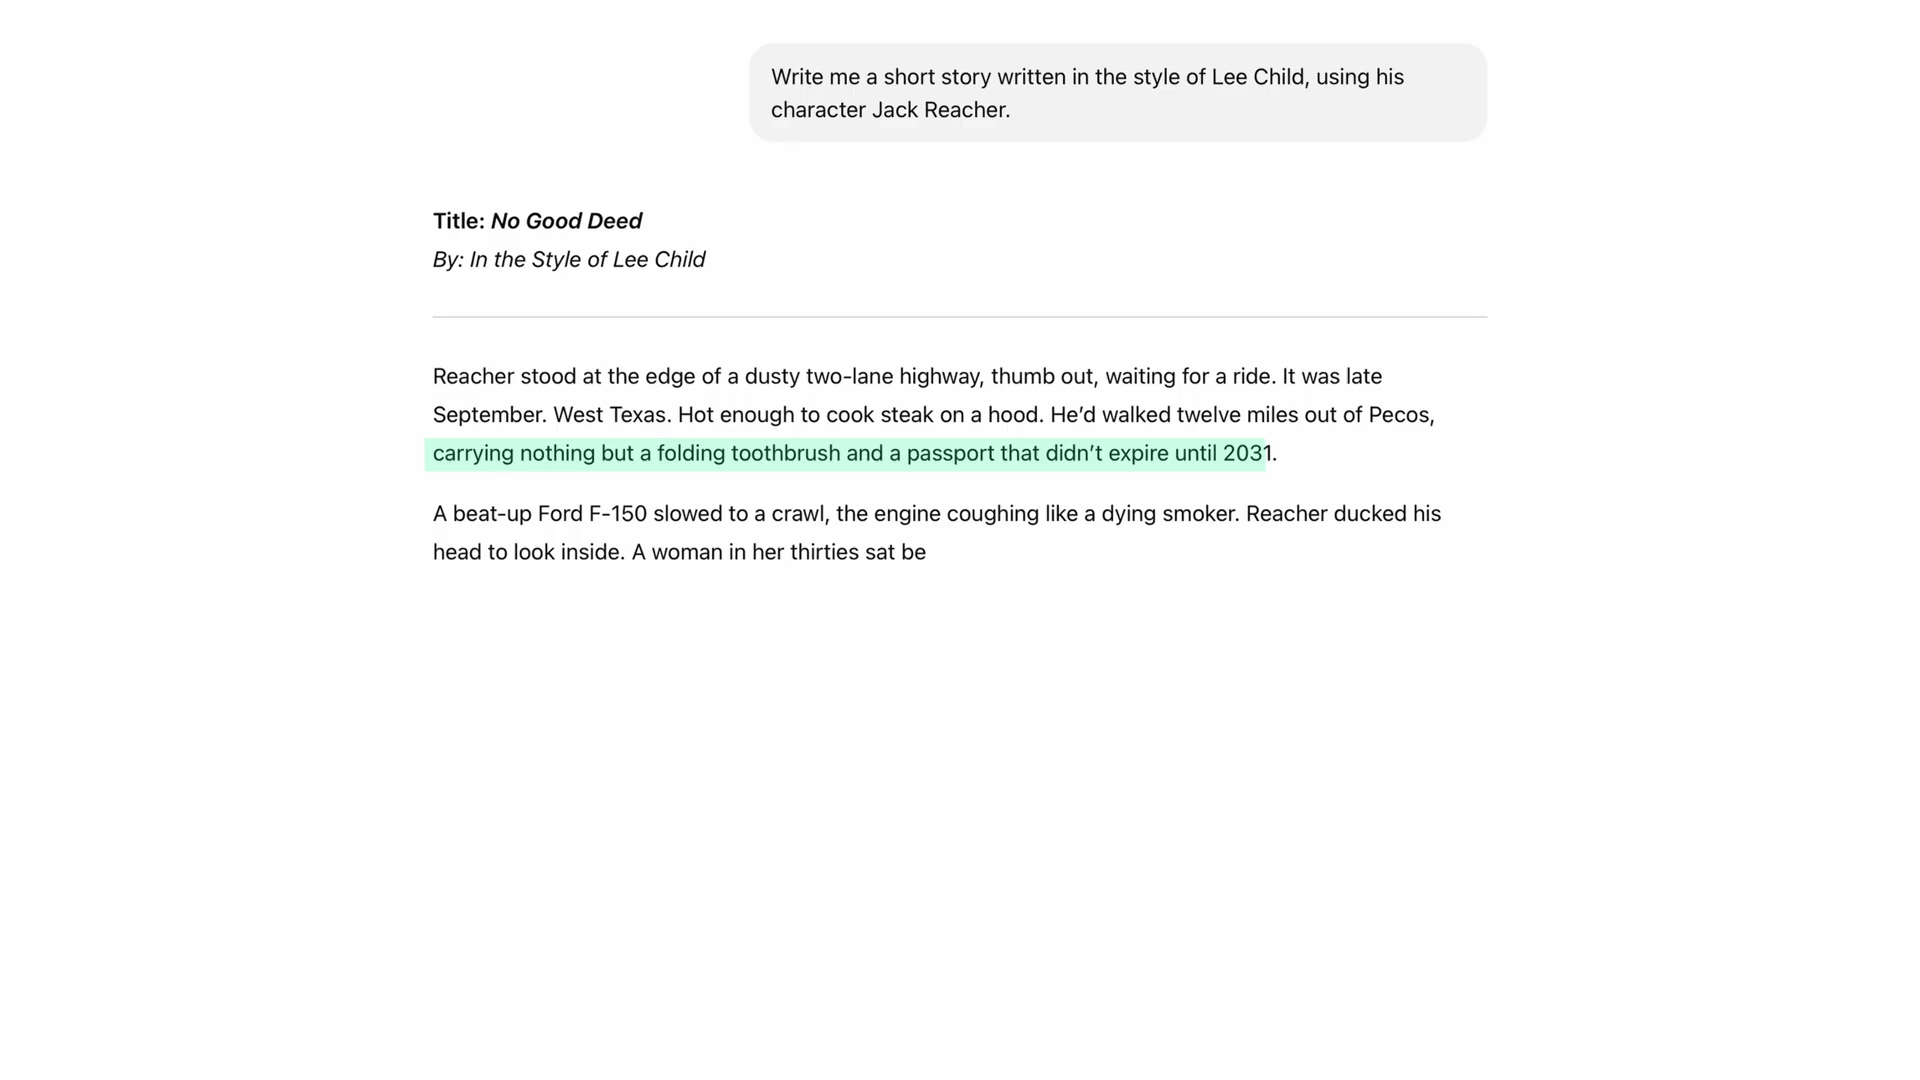 Write me a short story written in the style of Lee Child, using his
character Jack Reacher.
Title: No Good Deed
By: In the Style of Lee Child
Reacher stood at the edge of a dusty two-lane highway, thumb out, waiting for a ride. It was late
September. West Texas. Hot enough to cook steak on a hood. He’d walked twelve miles out of Pecos,
carrying nothing but a folding toothbrush and a passport that didn’t expire until 2031.
A beat-up Ford F-150 slowed to a crawl, the engine coughing like a dying smoker. Reacher ducked his
head to look inside. A woman in her thirties sat be